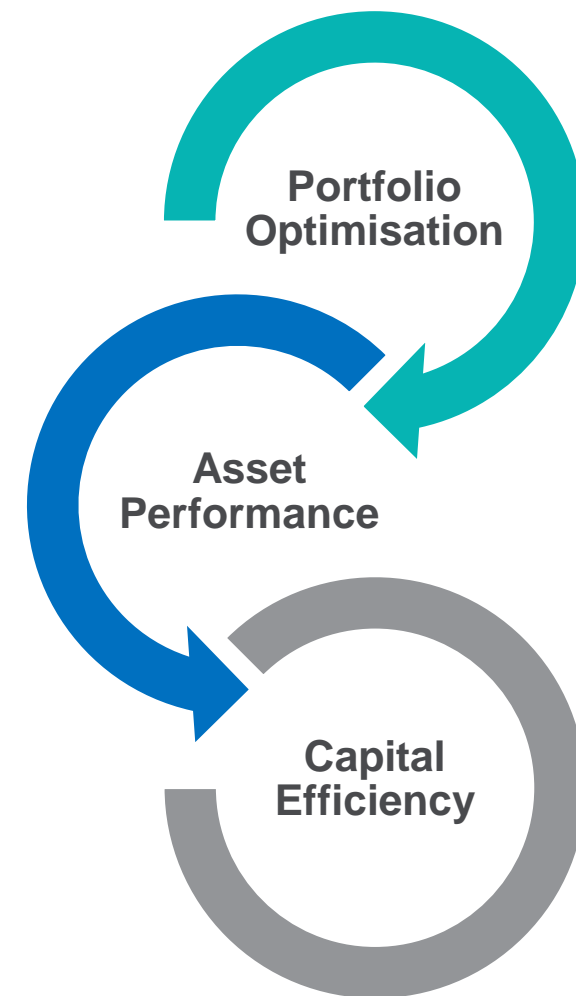 Portfolio
Optimisation
Asset
Performance
Capital
Efficiency